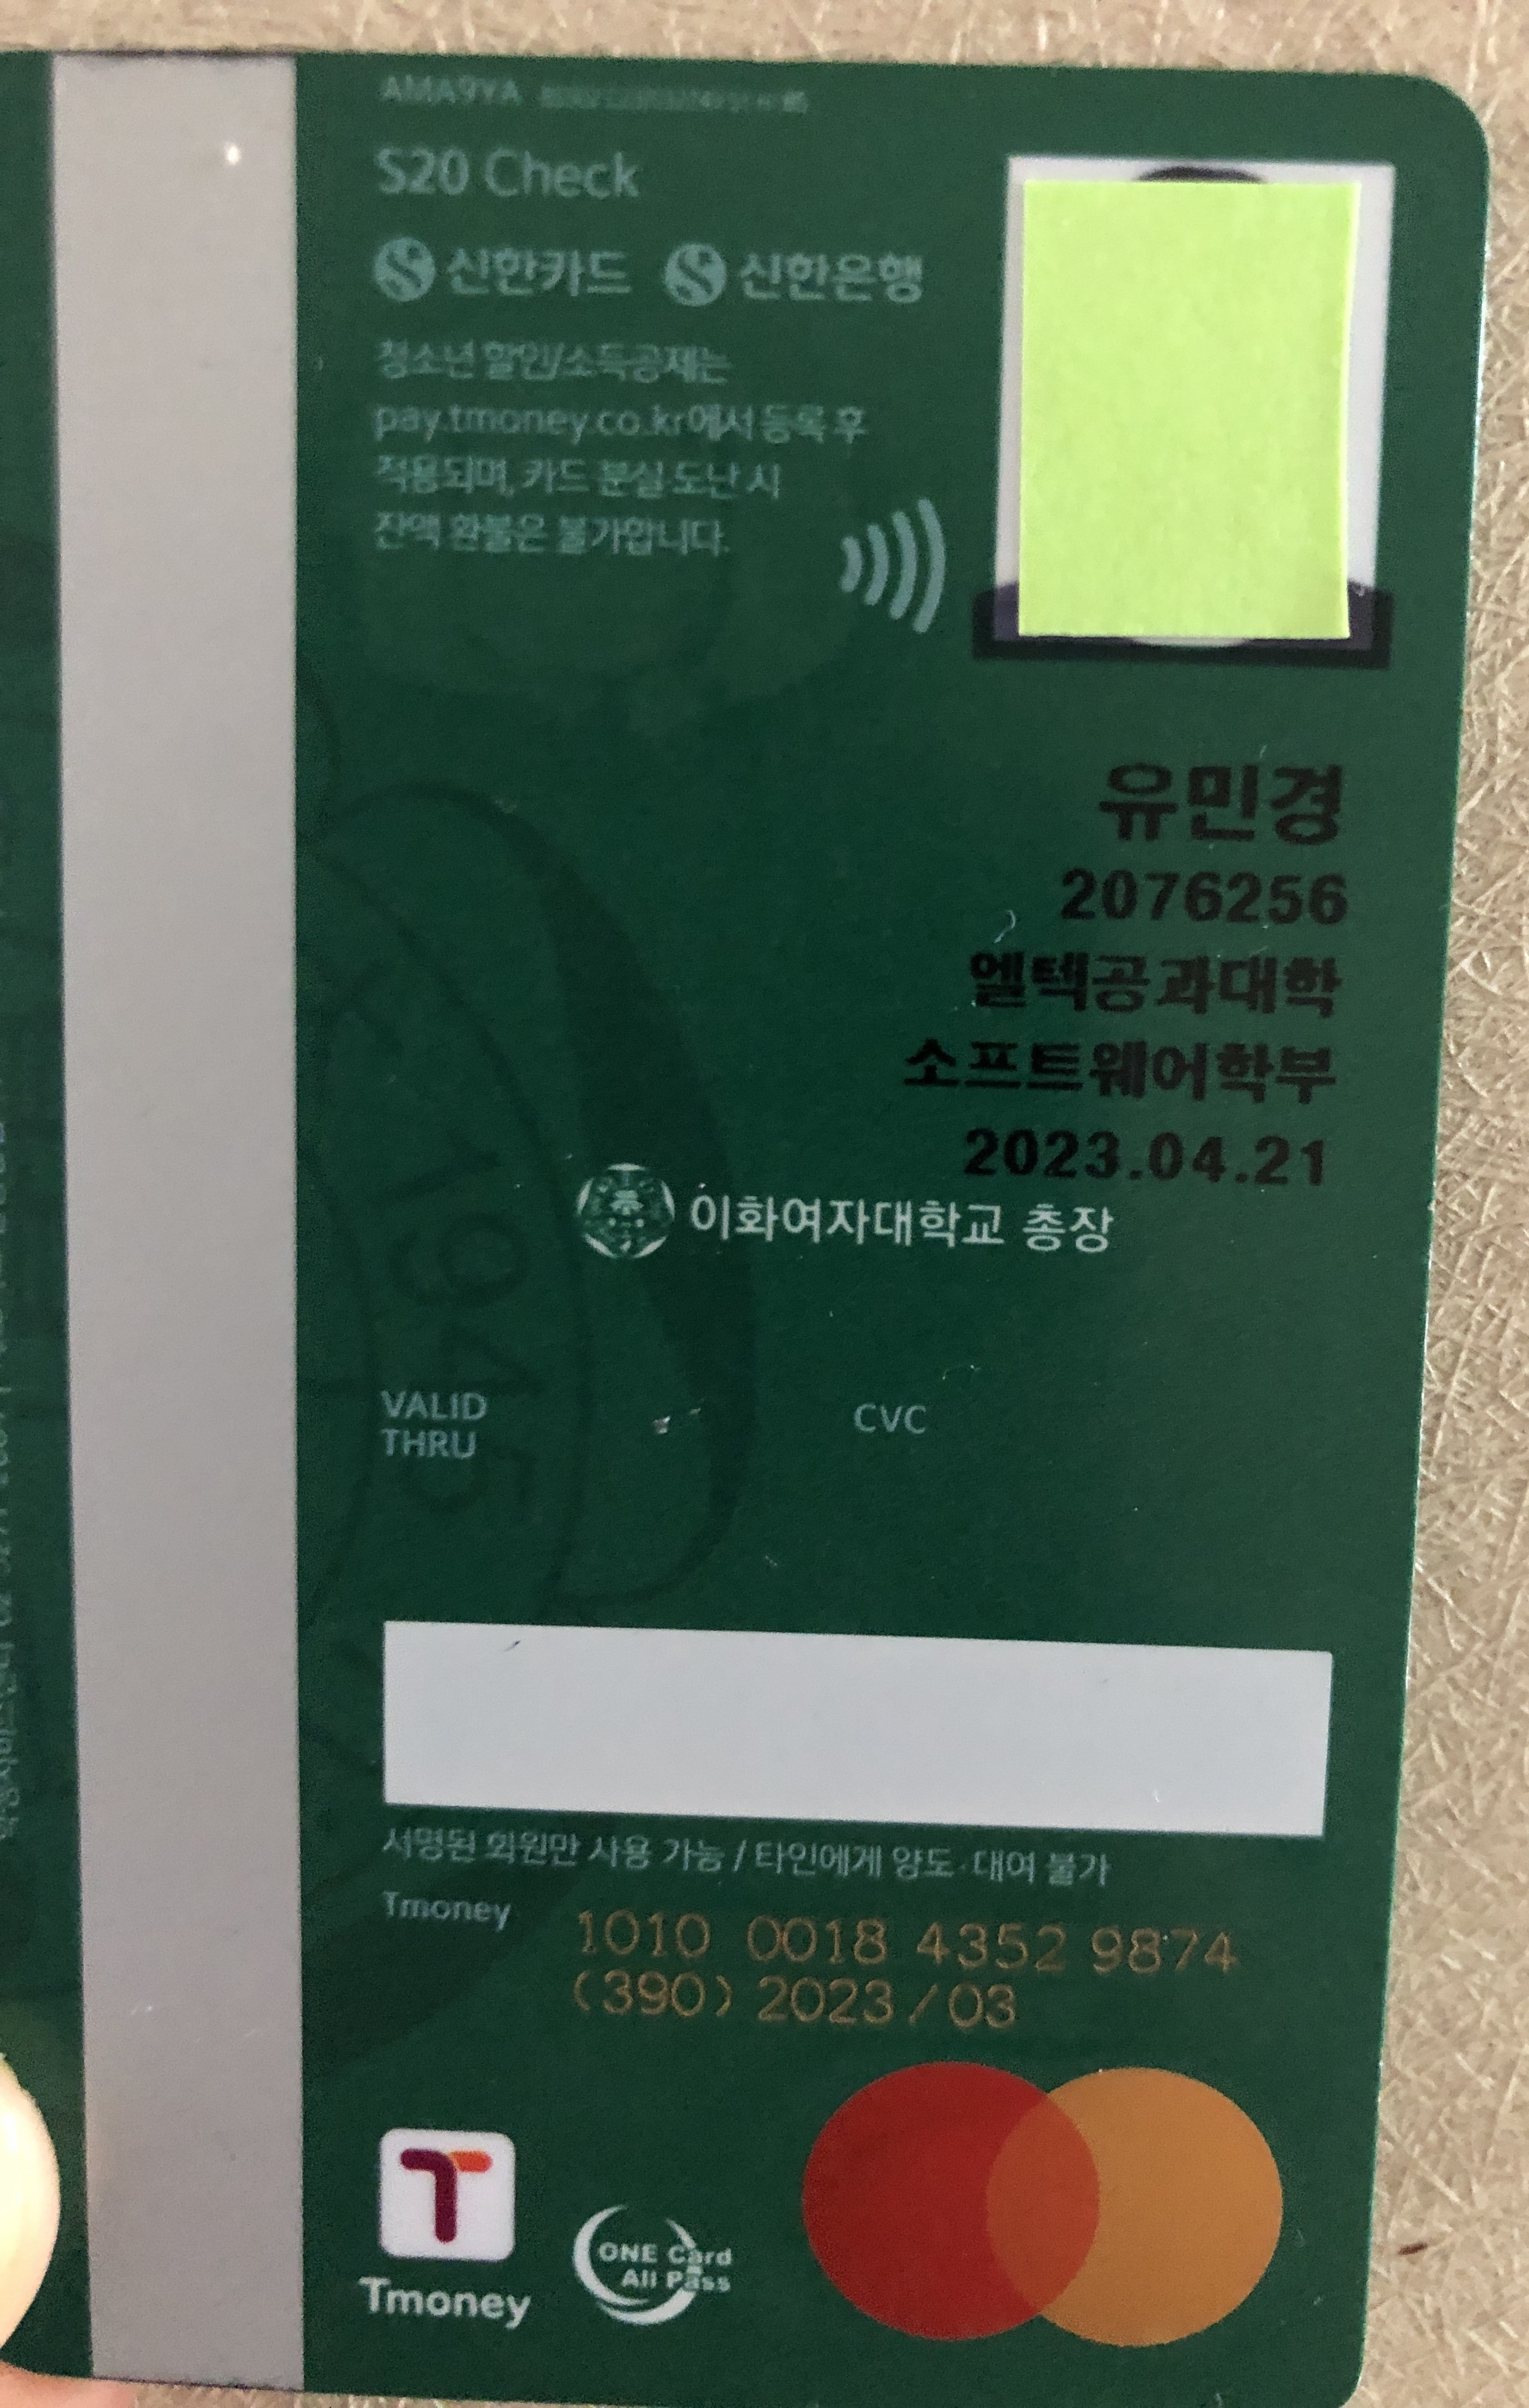 AMA9YA
S20 Check
신한카드 신한은행
청소년 할인/소득공제는
pay.tmoney.co.kr에서 등록 후
적용되며, 카드 분실·도난 시
잔액 환불은 불가합니다.
유민경
2076256
엘텍공과대학
소프트웨어학부
2023.04.21
이화여자대학교 총장
VALID
THRU
CVC
서명된 회원만 사용 가능 / 타인에게 양도·대여 불가
Tmoney
1010 0018 4352 9874
(390) 2023/03
Tmoney
ONE Card
All Pass